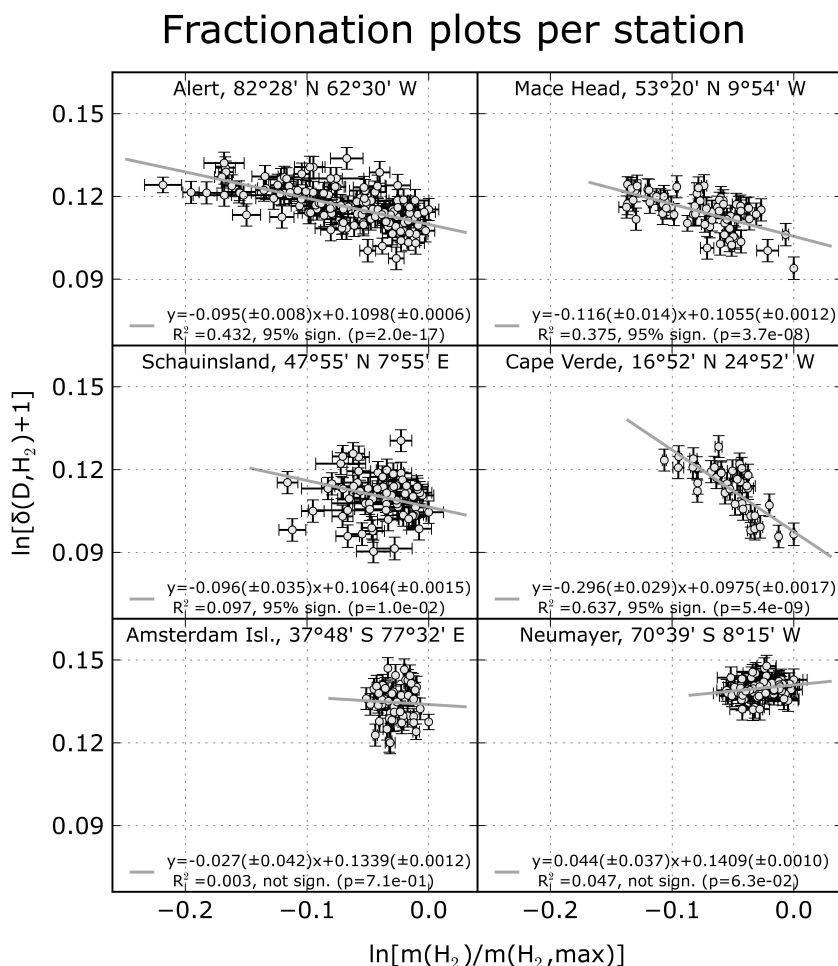 Fractionation plots per station
Alert, 82°28' N 62°30' W
Mace Head, 53°20' N 9°54' W
0.15
0.12
0.09
y=-0.095(±0.008)x+0.1098(±0.0006)
R²=0.432, 95% sign. (p=2.0e-17)
y=-0.116(±0.014)x+0.1055(±0.0012)
R²=0.375, 95% sign. (p=3.7e-08)
Schauinsland, 47°55' N 7°55' E
Cape Verde, 16°52' N 24°52' W
0.15
0.12
0.09
ln[δ(D,H₂)+1]
y=-0.096(±0.035)x+0.1064(±0.0015)
R²=0.097, 95% sign. (p=1.0e-02)
y=-0.296(±0.029)x+0.0975(±0.0017)
R²=0.637, 95% sign. (p=5.4e-09)
Amsterdam Isl., 37°48' S 77°32' E
Neumayer, 70°39' S 8°15' W
0.15
0.12
0.09
y=-0.027(±0.042)x+0.1339(±0.0012)
R²=0.003, not sign. (p=7.1e-01)
y=0.044(±0.037)x+0.1409(±0.0010)
R²=0.047, not sign. (p=6.3e-02)
−0.2 −0.1 0.0 −0.2 −0.1 0.0
ln[m(H₂)/m(H₂,max)]